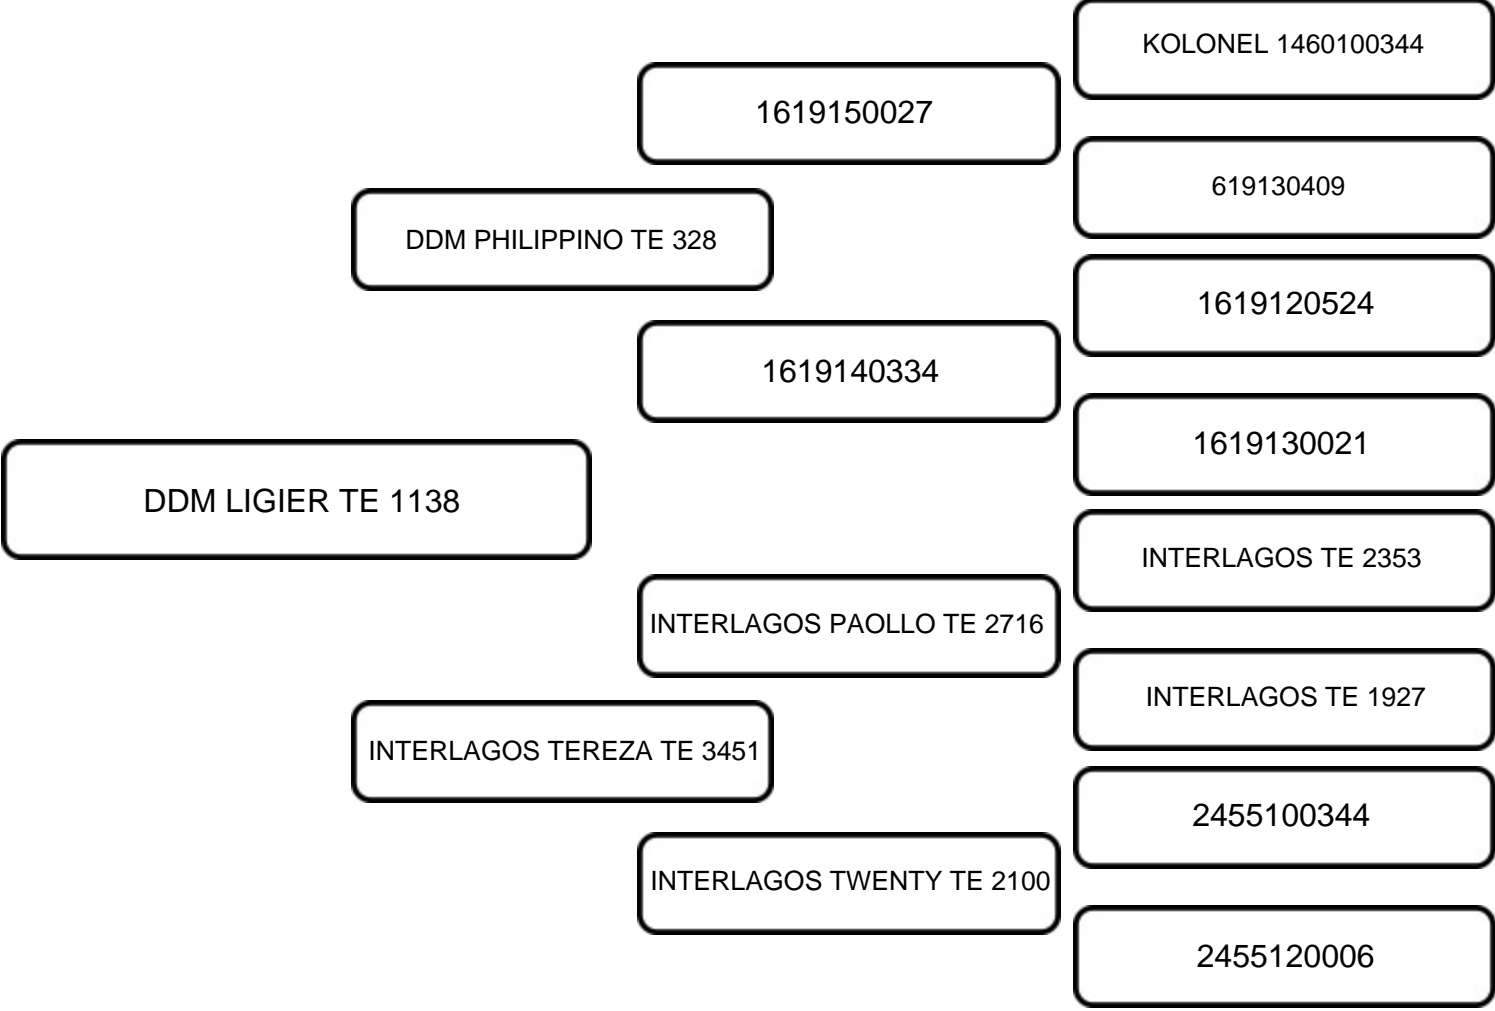 KOLONEL 1460100344
1619150027
619130409
DDM PHILIPPINO TE 328
1619120524
1619140334
1619130021
DDM LIGIER TE 1138
INTERLAGOS TE 2353
INTERLAGOS PAOLLO TE 2716
INTERLAGOS TE 1927
INTERLAGOS TEREZA TE 3451
2455100344
INTERLAGOS TWENTY TE 2100
2455120006